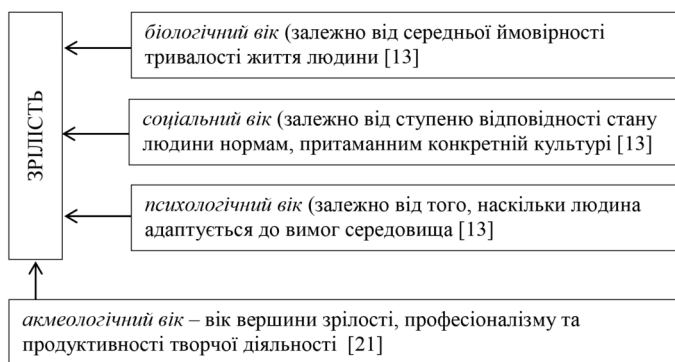 біологічний вік (залежно від середньої ймовірності
тривалості життя людини [13]
ЗРІЛІСТЬ
соціальний вік (залежно від ступеню відповідності стану
людини нормам, притаманним конкретній культурі [13]
психологічний вік (залежно від того, наскільки людина
адаптується до вимог середовища [13]
акмеологічний вік – вік вершини зрілості, професіоналізму та
продуктивності творчої діяльності [21]